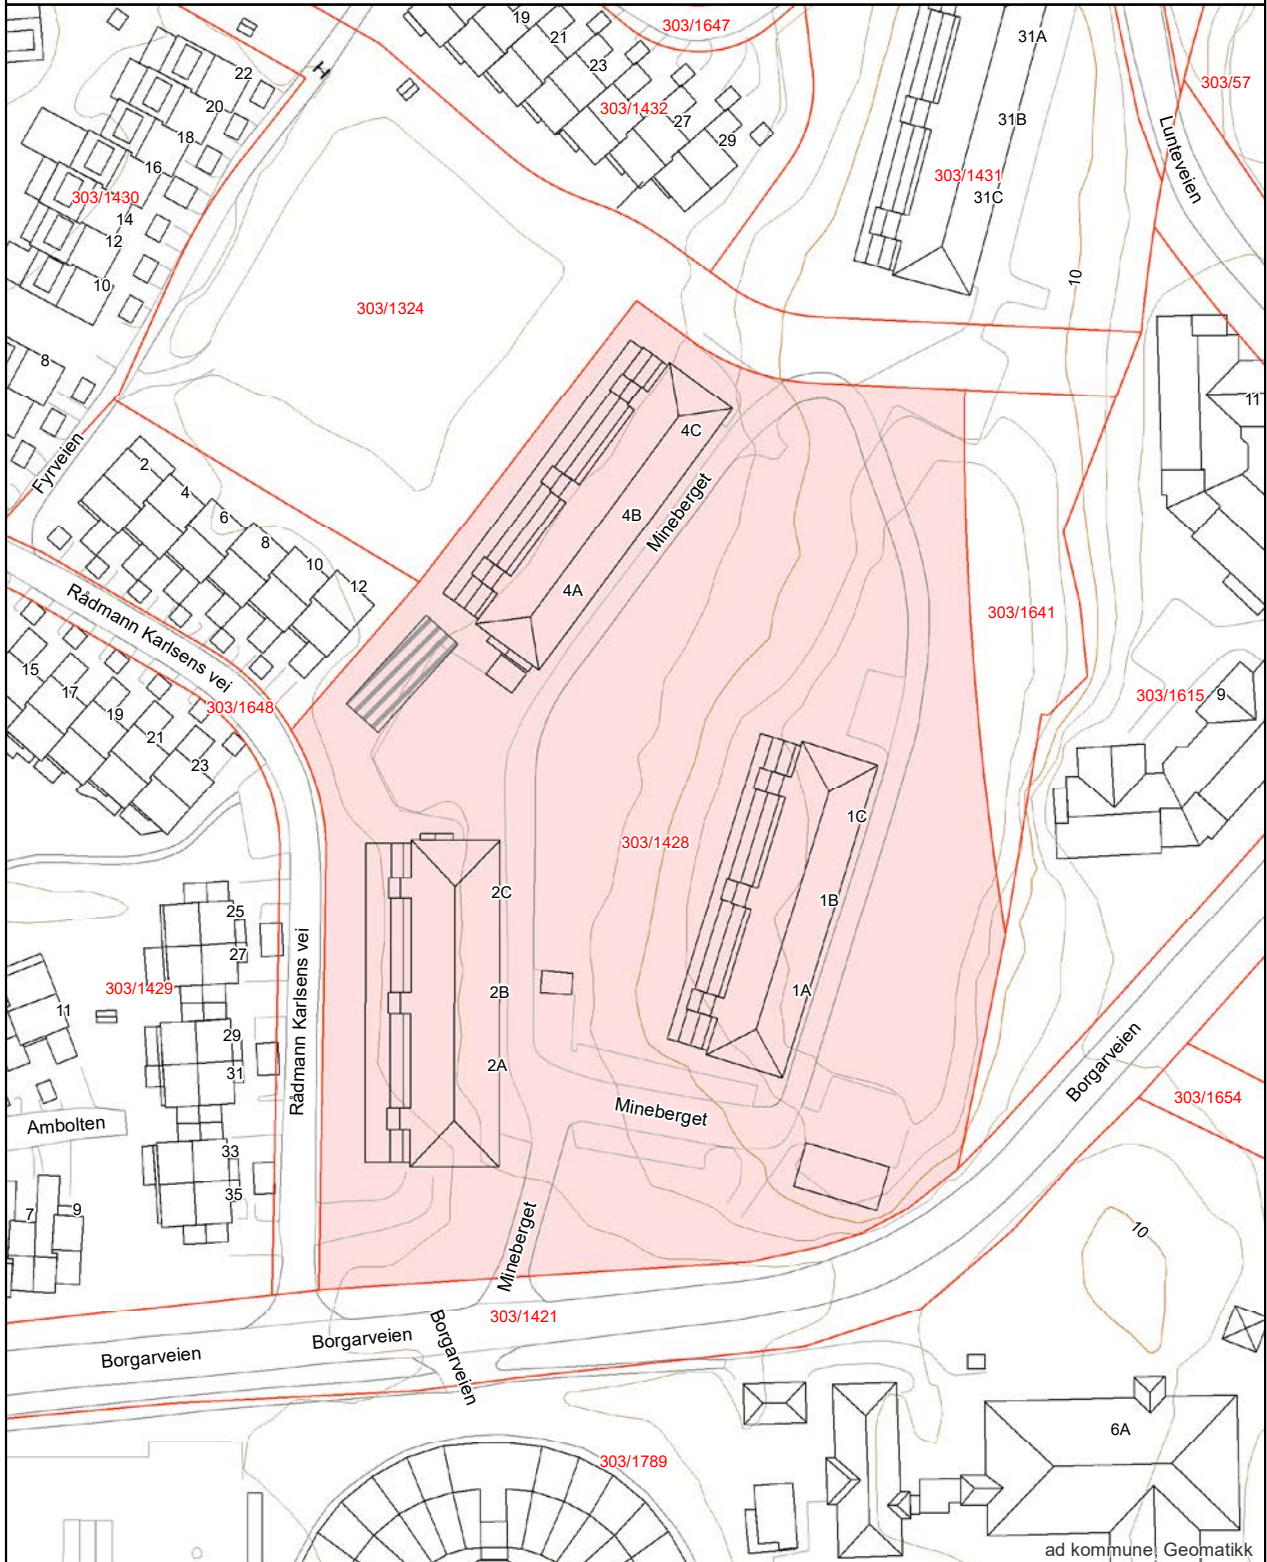 19
21
303/1647
31A
22
23
303/57
20
303/1432
27
31B
Lunteveien
18
29
16
303/1431
303/1430
31C
14
12
10
10
303/1324
8
11
4C
Fyrveien
2
4
6
4B
Mineberget
8
10
12
4A
Rådmann Karlsens vei
303/1641
15
17
303/1648
303/1615
9
19
21
23
1C
303/1428
2C
1B
25
27
303/1429
2B
1A
11
29
31
2A
Rådmann Karlsens vei
Borgarveien
303/1654
Mineberget
Ambolten
33
35
7
9
Mineberget
10
303/1421
Borgarveien
Borgarveien
Borgarveien
6A
303/1789
ad kommune, Geomatikk